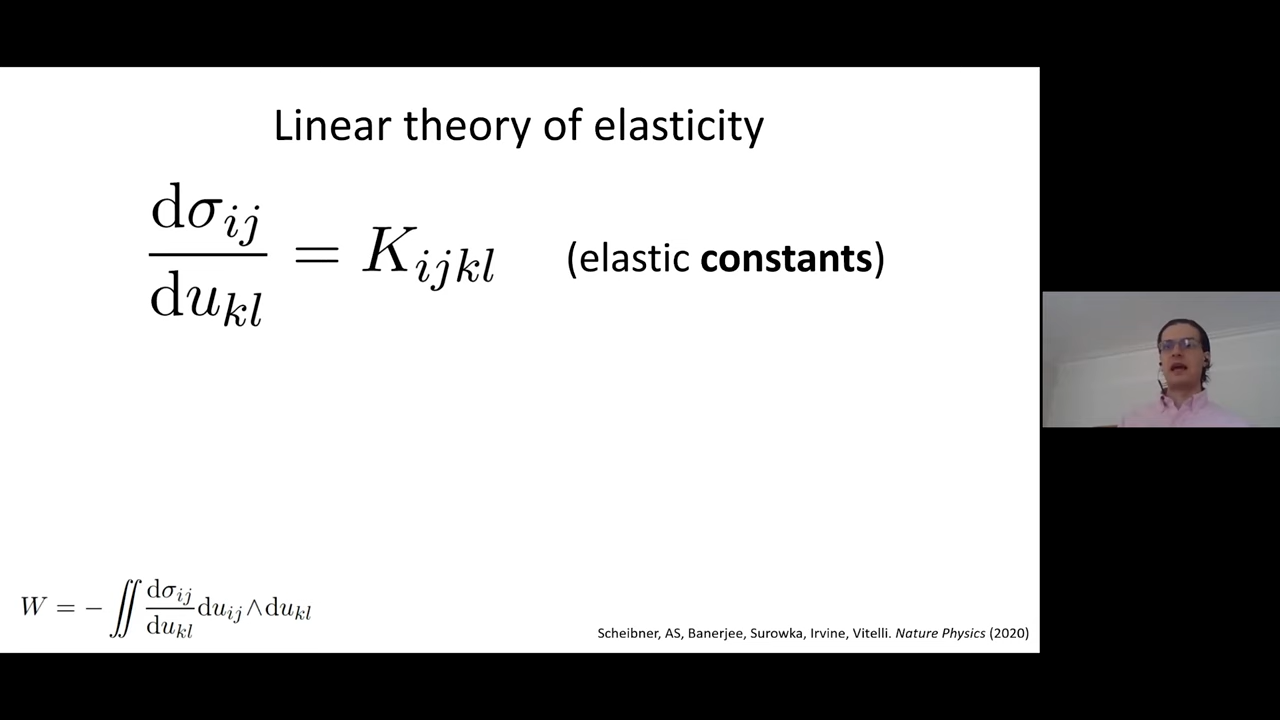 Linear theory of elasticity
dσ_ij/du_kl = K_ijkl (elastic constants)
W = − ∬ dσ_ij/du_kl du_ij ∧ du_kl
Scheibner, AS, Banerjee, Surowka, Irvine, Vitelli. Nature Physics (2020)